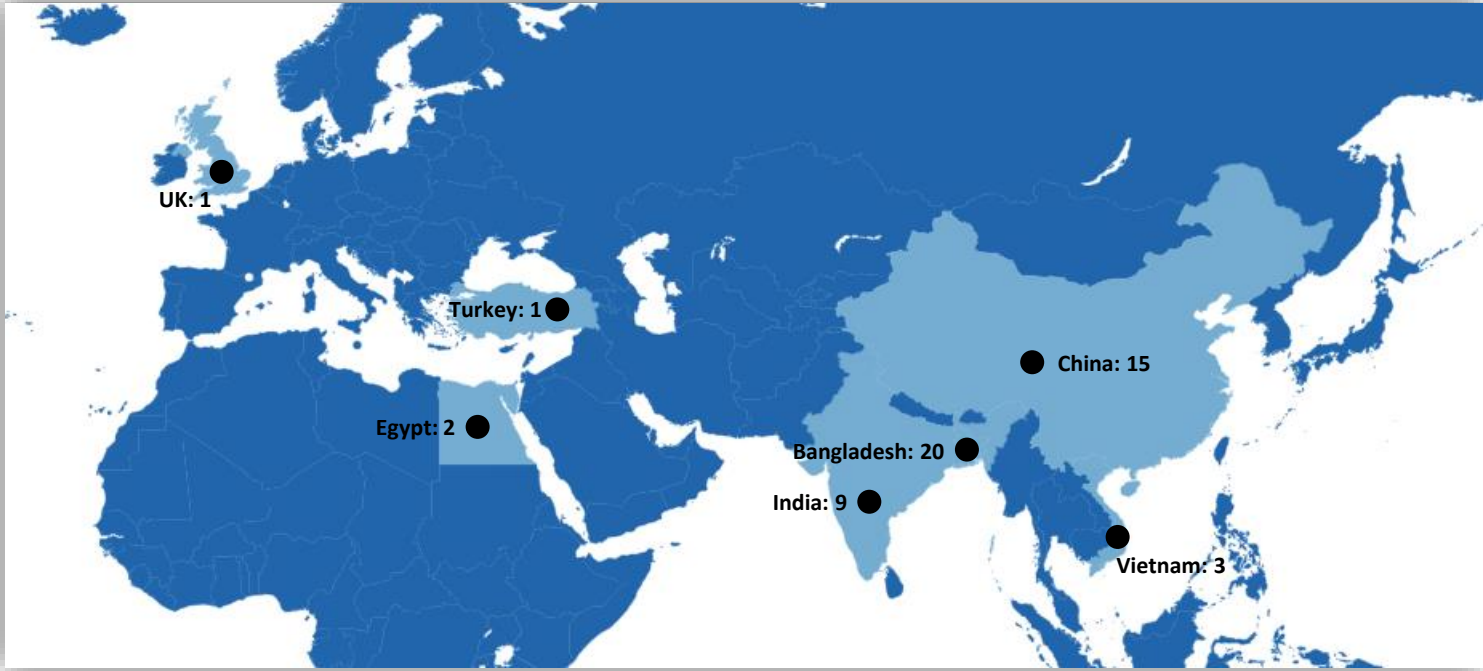 UK: 1
Turkey: 1
China: 15
Egypt: 2
Bangladesh: 20
India: 9
Vietnam: 3